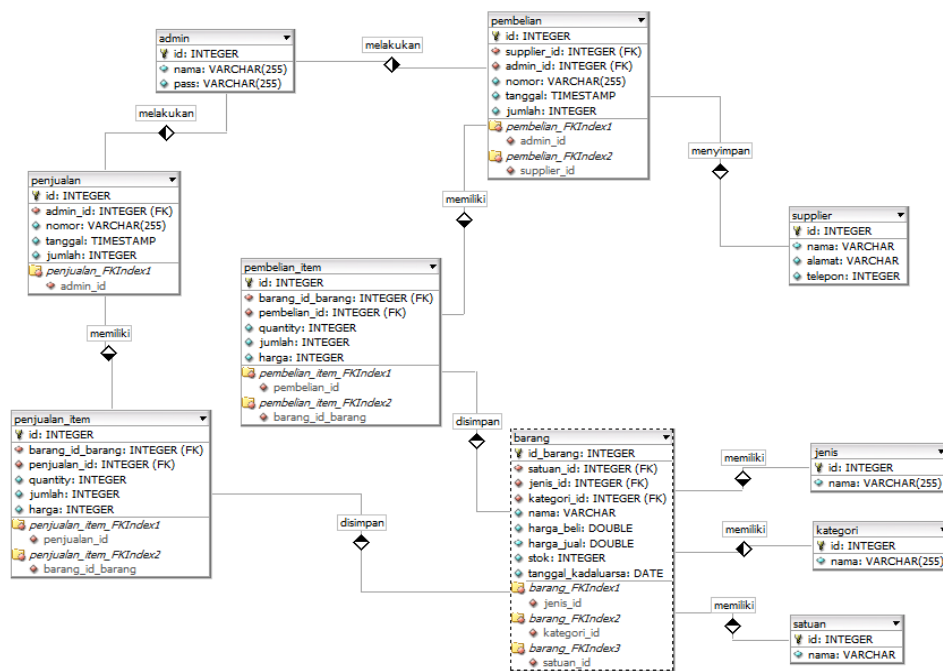 admin
id: INTEGER
nama: VARCHAR(255)
pass: VARCHAR(255)
melakukan
pembelian
id: INTEGER
supplier_id: INTEGER (FK)
admin_id: INTEGER (FK)
nomor: VARCHAR(255)
tanggal: TIMESTAMP
jumlah: INTEGER
pembelian_FKIndex1
admin_id
pembelian_FKIndex2
supplier_id
melakukan
menyimpan
penjualan
id: INTEGER
admin_id: INTEGER (FK)
nomor: VARCHAR(255)
tanggal: TIMESTAMP
jumlah: INTEGER
penjualan_FKIndex1
admin_id
memiliki
supplier
id: INTEGER
nama: VARCHAR
alamat: VARCHAR
telepon: INTEGER
pembelian_item
id: INTEGER
barang_id_barang: INTEGER (FK)
pembelian_id: INTEGER (FK)
quantity: INTEGER
jumlah: INTEGER
harga: INTEGER
pembelian_item_FKIndex1
pembelian_id
pembelian_item_FKIndex2
barang_id_barang
memiliki
penjualan_item
id: INTEGER
barang_id_barang: INTEGER (FK)
penjualan_id: INTEGER (FK)
quantity: INTEGER
jumlah: INTEGER
harga: INTEGER
penjualan_item_FKIndex1
penjualan_id
penjualan_item_FKIndex2
barang_id_barang
disimpan
disimpan
barang
id_barang: INTEGER
satuan_id: INTEGER (FK)
jenis_id: INTEGER (FK)
kategori_id: INTEGER (FK)
nama: VARCHAR
harga_beli: DOUBLE
harga_jual: DOUBLE
stok: INTEGER
tanggal_kadaluarsa: DATE
barang_FKIndex1
jenis_id
barang_FKIndex2
kategori_id
barang_FKIndex3
satuan_id
memiliki
jenis
id: INTEGER
nama: VARCHAR(255)
memiliki
kategori
id: INTEGER
nama: VARCHAR(255)
memiliki
satuan
id: INTEGER
nama: VARCHAR